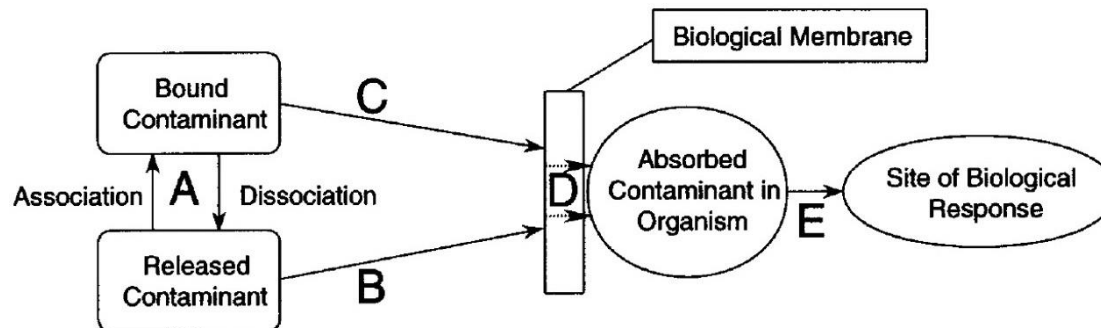 Biological Membrane
Bound
Contaminant
C
Association
A
Dissociation
D
Absorbed
Contaminant in
Organism
E
Site of Biological
Response
Released
Contaminant
B